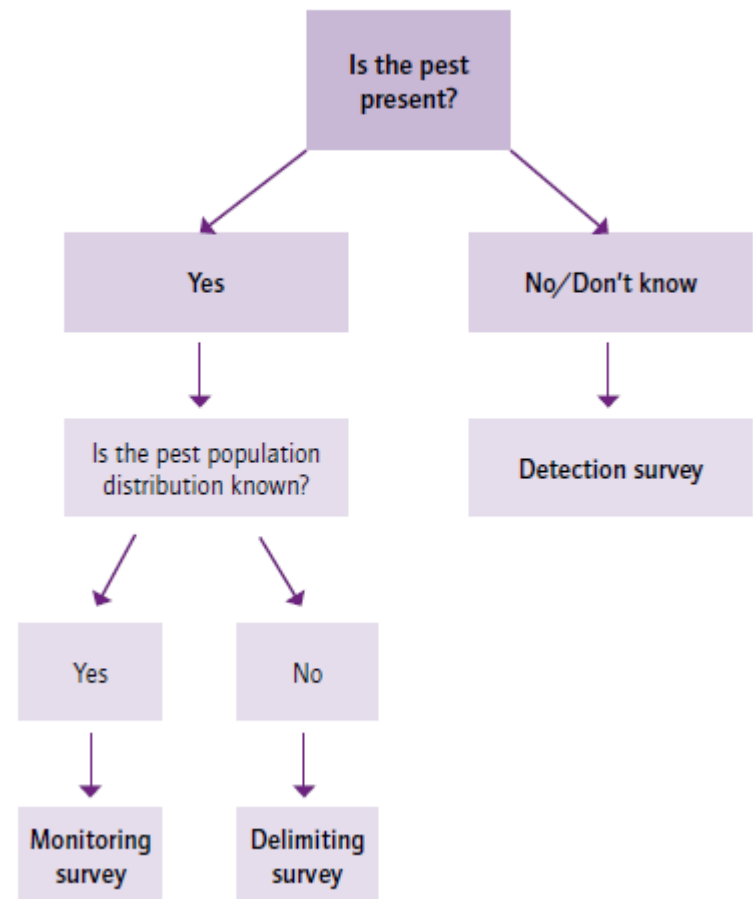 Is the pest
present?
Yes
No/Don't know
Is the pest population
distribution known?
Detection survey
Yes
No
Monitoring
survey
Delimiting
survey